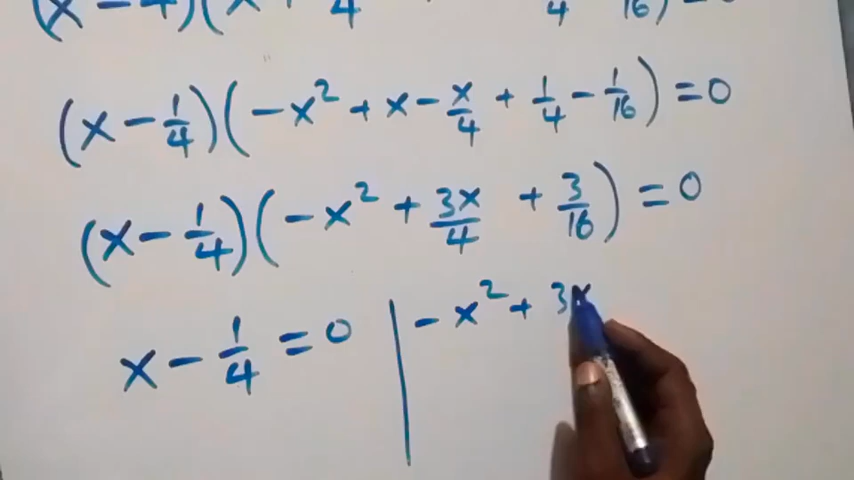 (x - 1/4)(-x² + x - x/4 + 1/4 - 1/16) = 0
(x - 1/4)(-x² + 3x/4 + 3/16) = 0
x - 1/4 = 0 | -x² + 3x